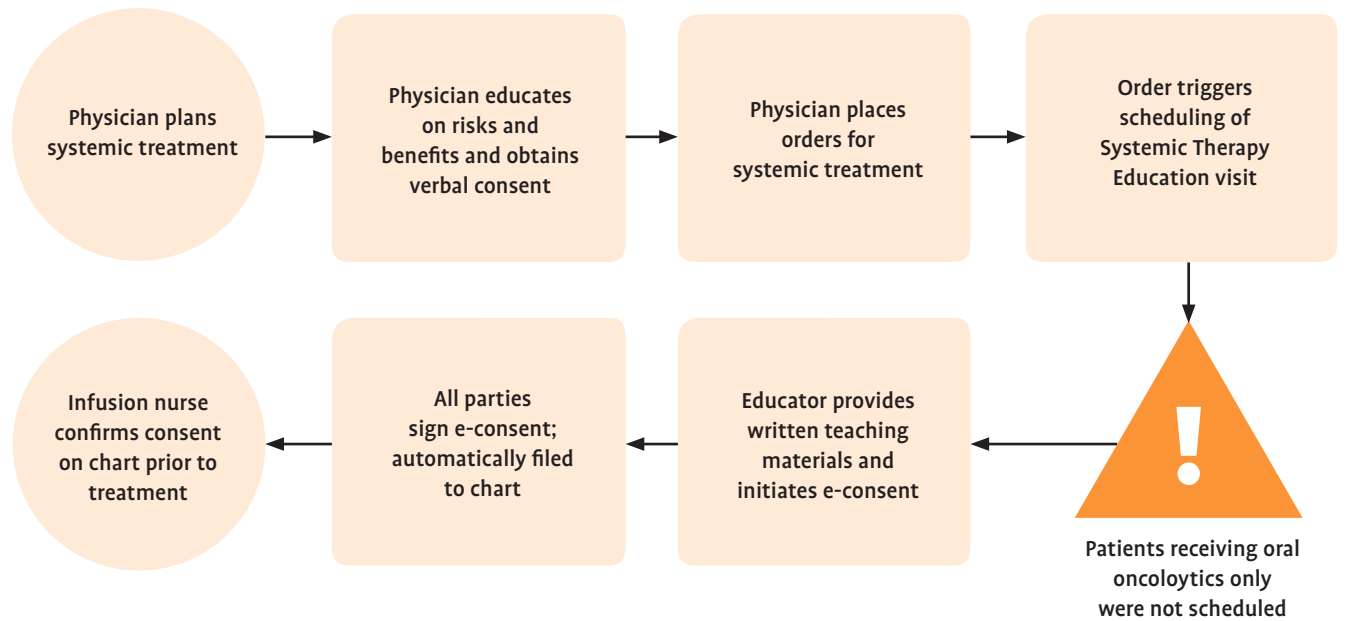 Physician plans
systemic treatment
Physician educates
on risks and
benefits and obtains
verbal consent
Physician places
orders for
systemic treatment
Order triggers
scheduling of
Systemic Therapy
Education visit
!
Patients receiving oral
oncoloytics only
were not scheduled
Educator provides
written teaching
materials and
initiates e-consent
All parties
sign e-consent;
automatically filed
to chart
Infusion nurse
confirms consent
on chart prior to
treatment